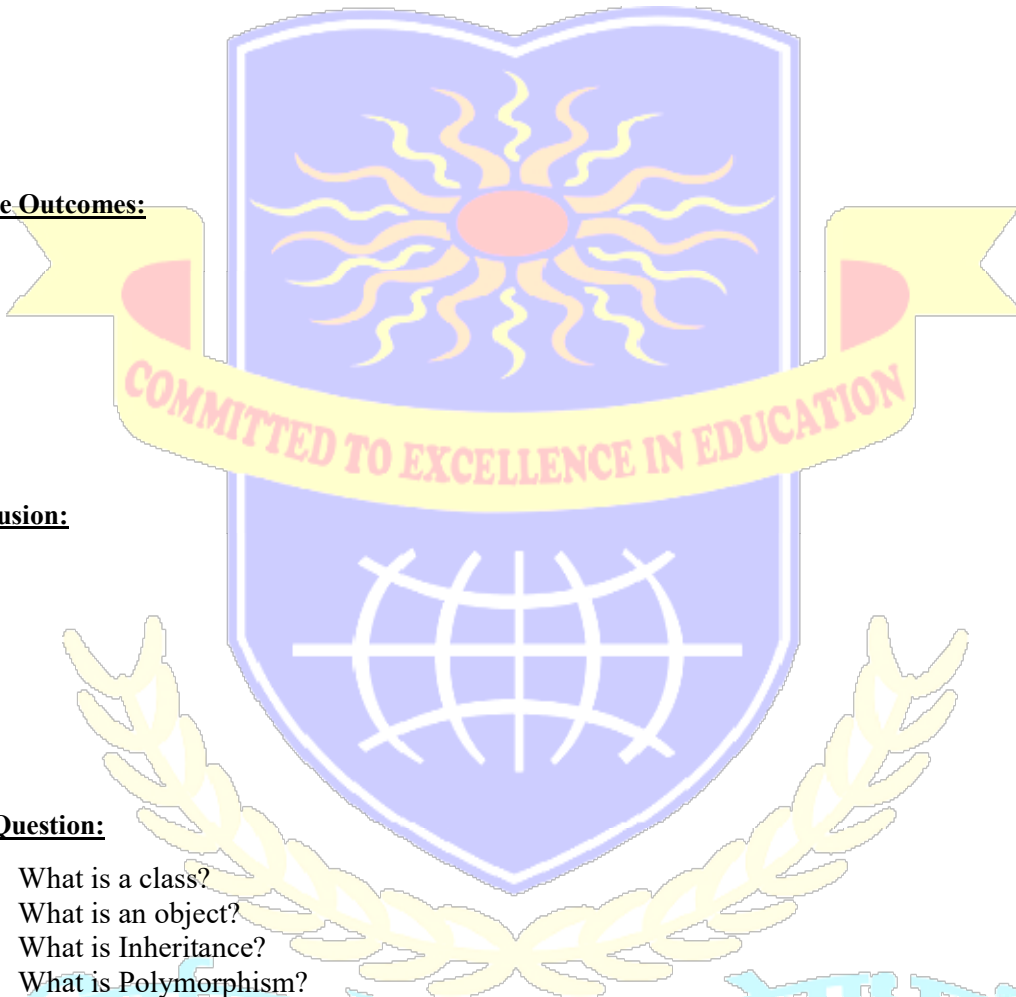 e Outcomes:
COMMITTED TO EXCELLENCE IN EDUCATION
usion:
Question:
What is a class?
What is an object?
What is Inheritance?
What is Polymorphism?